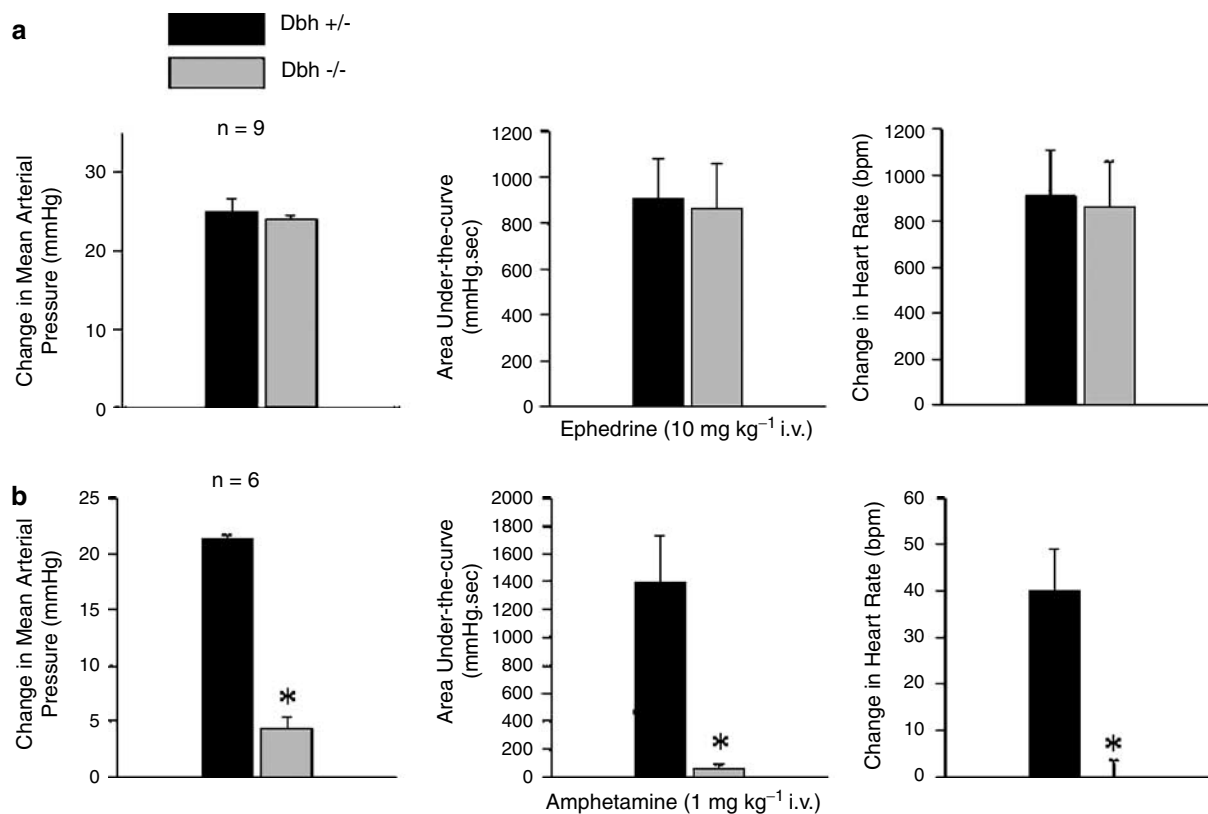 a
Dbh +/-
Dbh -/-
n = 9
Change in Mean Arterial
Pressure (mmHg)
30
20
10
0
Area Under-the-curve
(mmHg.sec)
1200
1000
800
600
400
200
0
Ephedrine (10 mg kg⁻¹ i.v.)
Change in Heart Rate (bpm)
1200
1000
800
600
400
200
0
b
n = 6
Change in Mean Arterial
Pressure (mmHg)
25
20
15
10
5
0
*
Area Under-the-curve
(mmHg.sec)
2000
1800
1600
1400
1200
1000
800
600
400
200
0
*
Amphetamine (1 mg kg⁻¹ i.v.)
Change in Heart Rate (bpm)
60
50
40
30
20
10
0
*